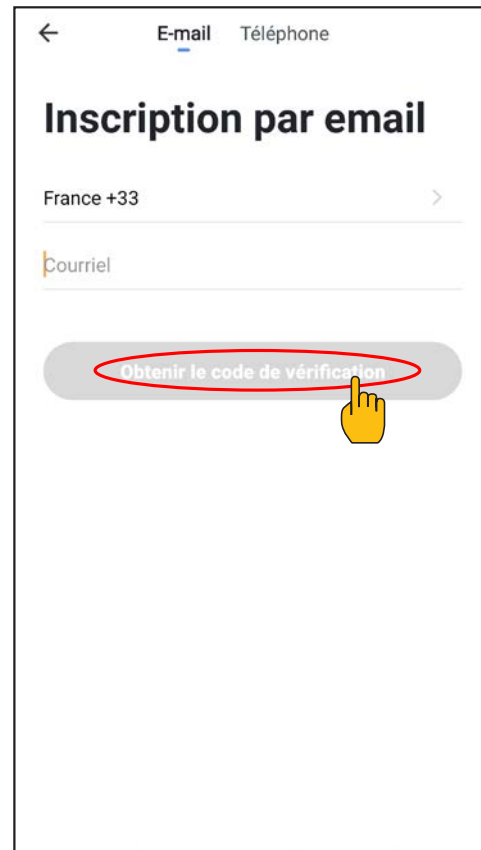 E-mail Téléphone
Inscription par email
France +33
Courriel
Obtenir le code de vérification